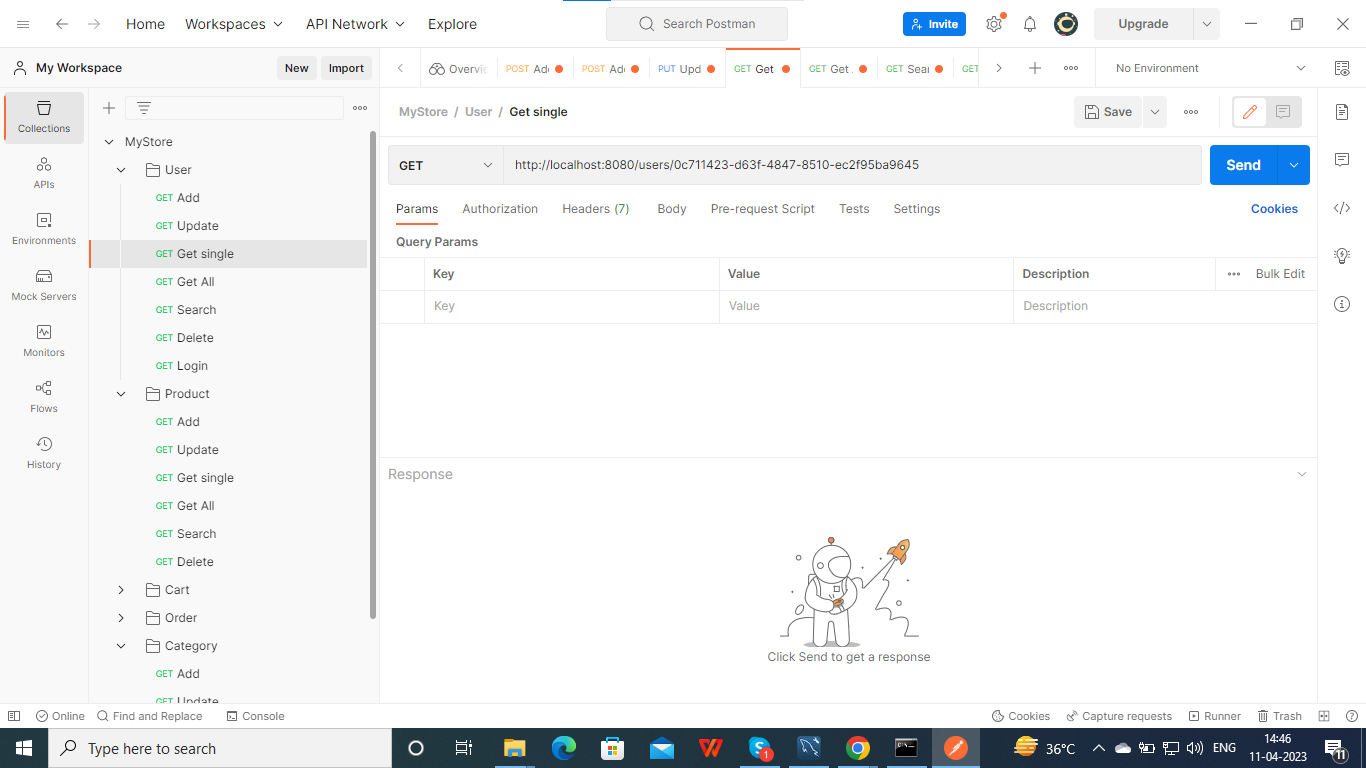 Home Workspaces API Network Explore Search Postman Invite Upgrade
My Workspace New Import
Overvie POST Add POST Add PUT Upd GET Get GET Get GET Sear GET No Environment
Collections
APIs
Environments
Mock Servers
Monitors
Flows
History
MyStore
User
GET Add
GET Update
GET Get single
GET Get All
GET Search
GET Delete
GET Login
Product
GET Add
GET Update
GET Get single
GET Get All
GET Search
GET Delete
Cart
Order
Category
GET Add
GET Update
MyStore / User / Get single Save
GET http://localhost:8080/users/0c711423-d63f-4847-8510-ec2f95ba9645 Send
Params Authorization Headers (7) Body Pre-request Script Tests Settings Cookies
Query Params
Key Value Description Bulk Edit
Key Value Description
Response
Click Send to get a response
Online Find and Replace Console Cookies Capture requests Runner Trash
Type here to search 1 36°C ENG 14:46
11-04-2023 11